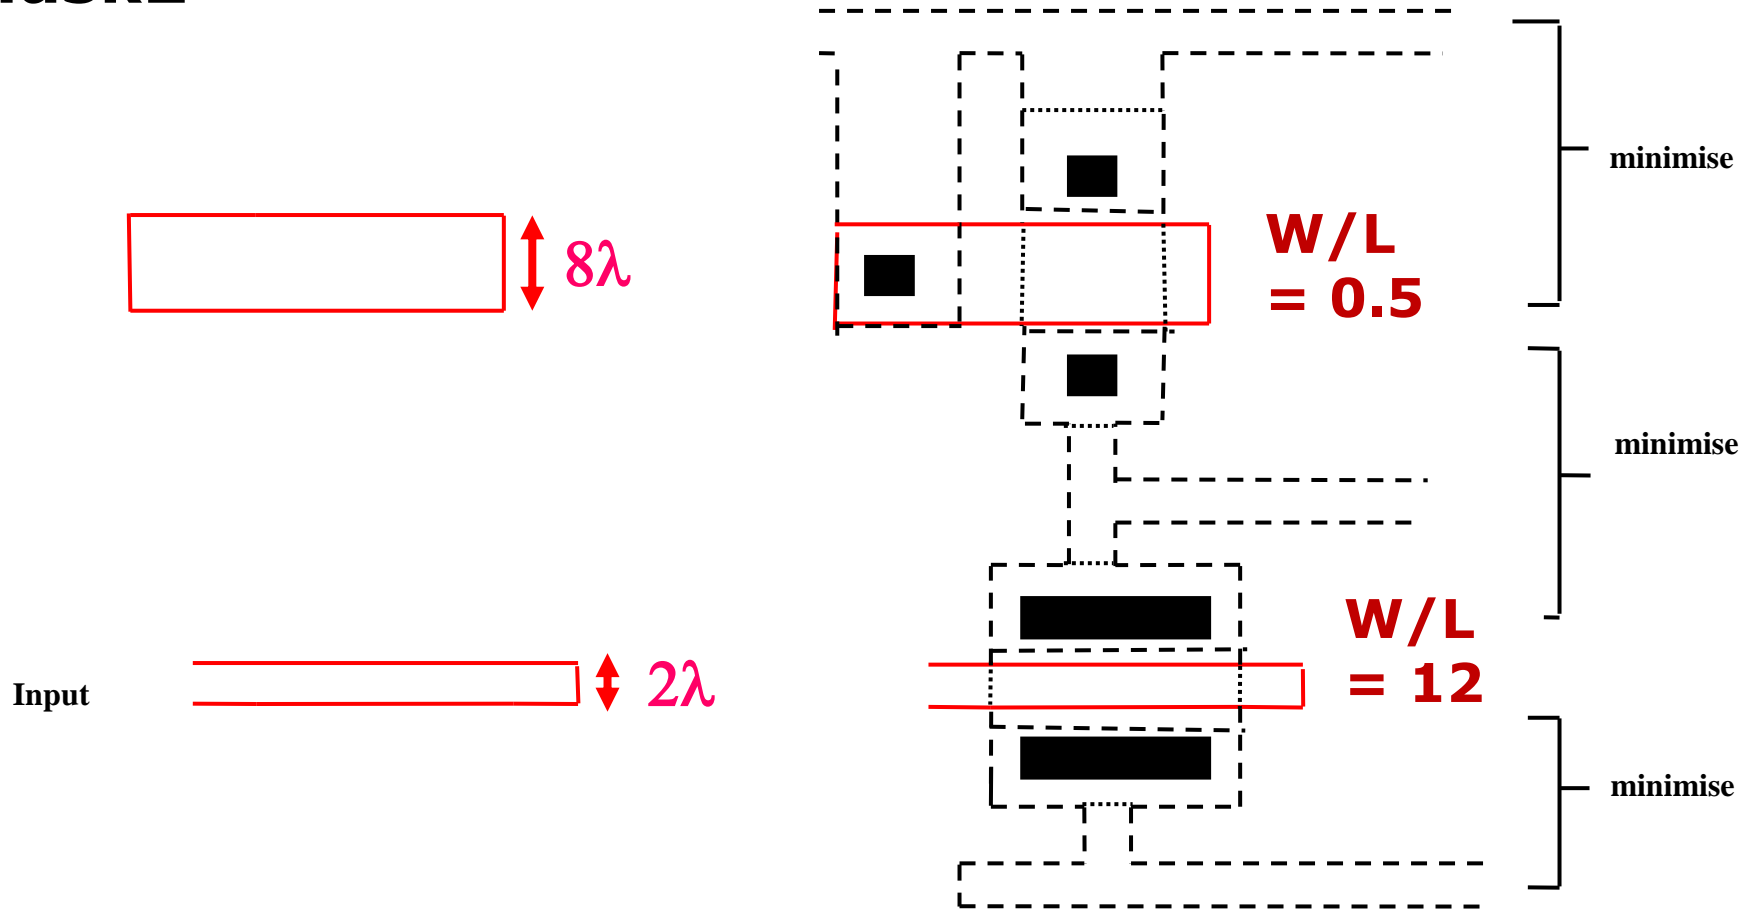 minimise
W/L
= 0.5
8λ
minimise
W/L
= 12
2λ
Input
minimise